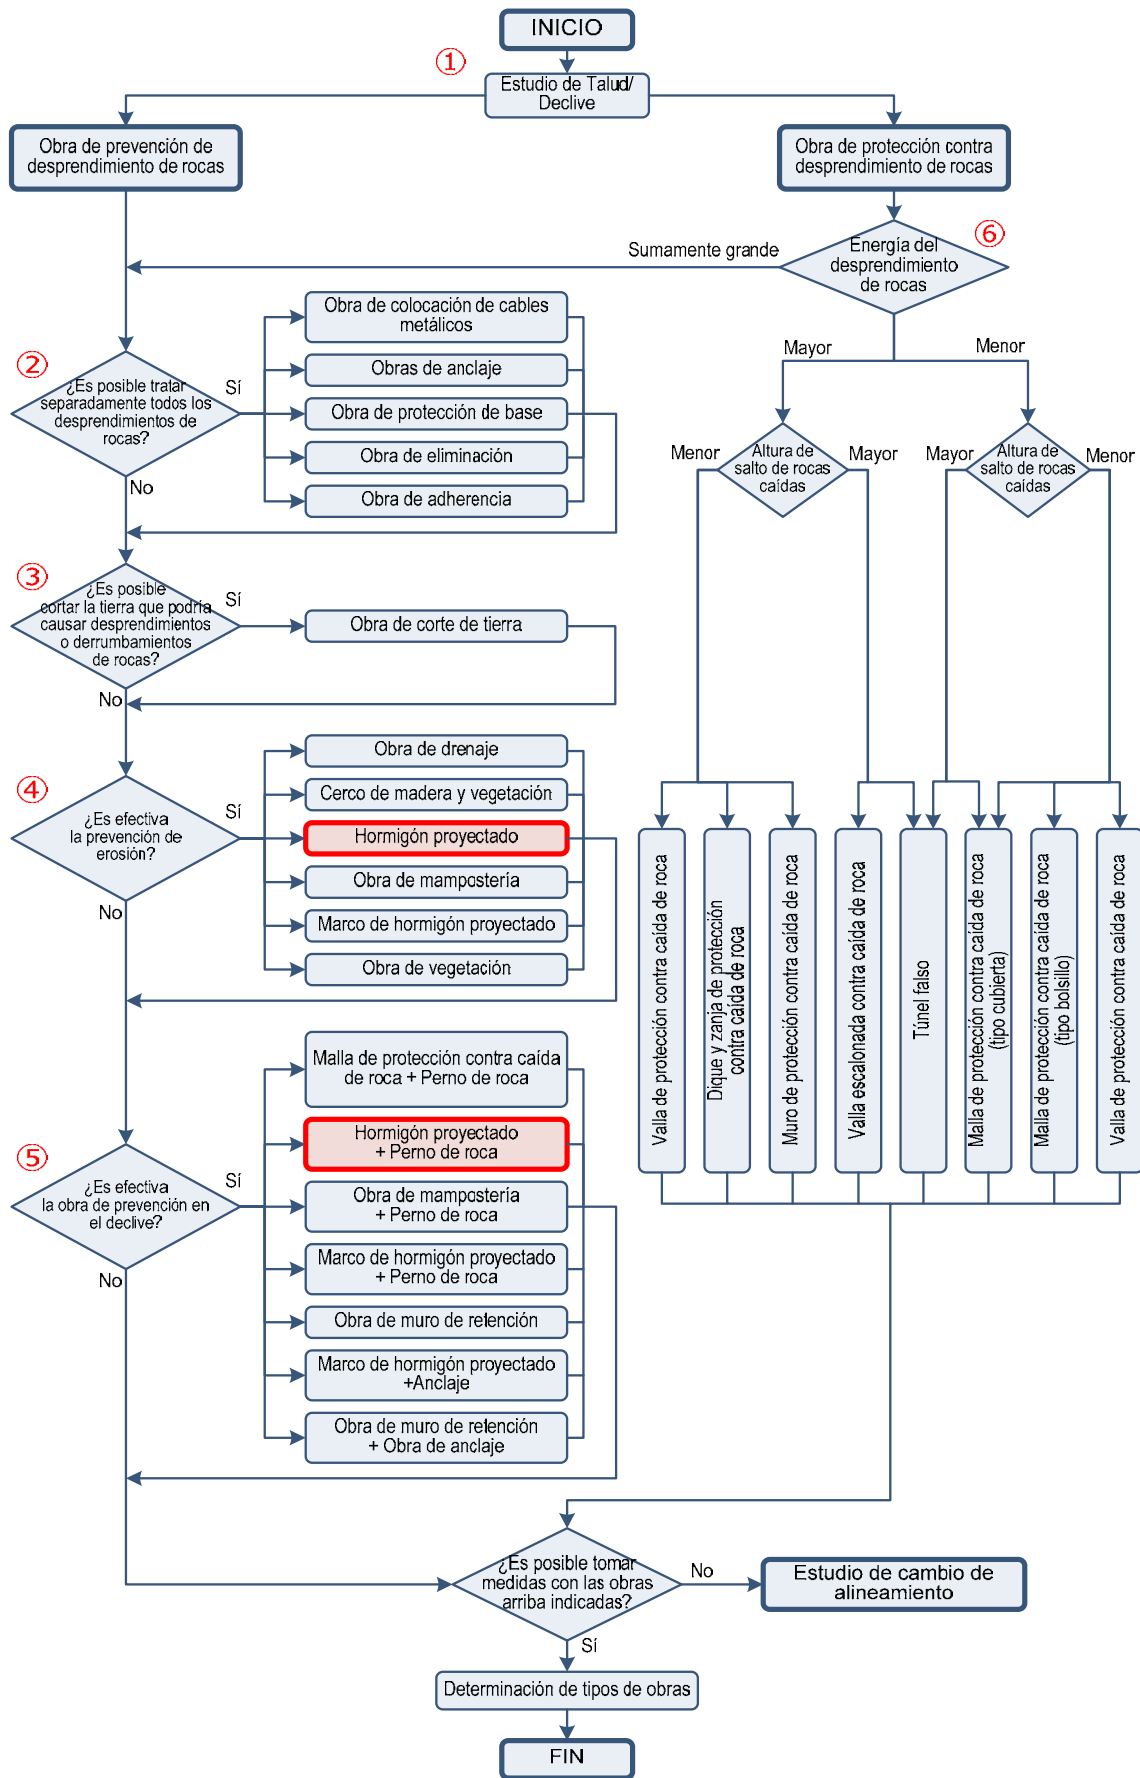 INICIO
①
Estudio de Talud/
Declive
Obra de prevención de
desprendimiento de rocas
Obra de protección contra
desprendimiento de rocas
⑥
Energía del
desprendimiento
de rocas
Sumamente grande
Mayor
Menor
②
¿Es posible tratar
separadamente todos los
desprendimientos de
rocas?
Sí
No
Obra de colocación de cables
metálicos
Obras de anclaje
Obra de protección de base
Obra de eliminación
Obra de adherencia
Menor
Altura de
salto de rocas
caídas
Mayor
Mayor
Altura de
salto de rocas
caídas
Menor
③
¿Es posible
cortar la tierra que podría
causar desprendimientos
o derrumbamientos
de rocas?
Sí
No
Obra de corte de tierra
④
¿Es efectiva
la prevención de
erosión?
Sí
No
Obra de drenaje
Cerco de madera y vegetación
Hormigón proyectado
Obra de mampostería
Marco de hormigón proyectado
Obra de vegetación
Valla de protección contra caída de roca
Dique y zanja de protección
contra caída de roca
Muro de protección contra caída de roca
Valla escalonada contra caída de roca
Túnel falso
Malla de protección contra caída de roca
(tipo cubierta)
Malla de protección contra caída de roca
(tipo bolsillo)
Valla de protección contra caída de roca
⑤
¿Es efectiva
la obra de prevención en
el declive?
Sí
No
Malla de protección contra caída
de roca + Perno de roca
Hormigón proyectado
+ Perno de roca
Obra de mampostería
+ Perno de roca
Marco de hormigón proyectado
+ Perno de roca
Obra de muro de retención
Marco de hormigón proyectado
+Anclaje
Obra de muro de retención
+ Obra de anclaje
¿Es posible tomar
medidas con las obras
arriba indicadas?
No
Estudio de cambio de
alineamiento
Sí
Determinación de tipos de obras
FIN